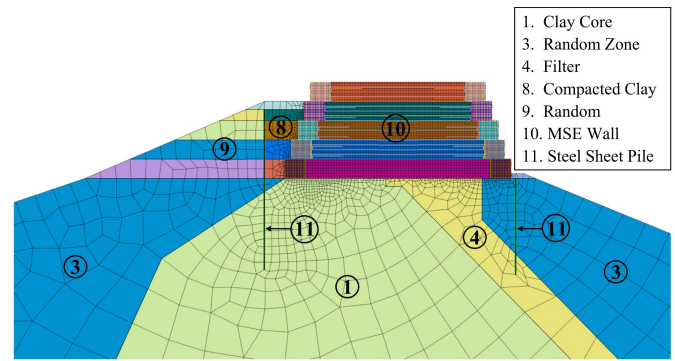 1. Clay Core
3. Random Zone
4. Filter
8. Compacted Clay
9. Random
10. MSE Wall
11. Steel Sheet Pile
8
10
9
11
4
11
3
3
1